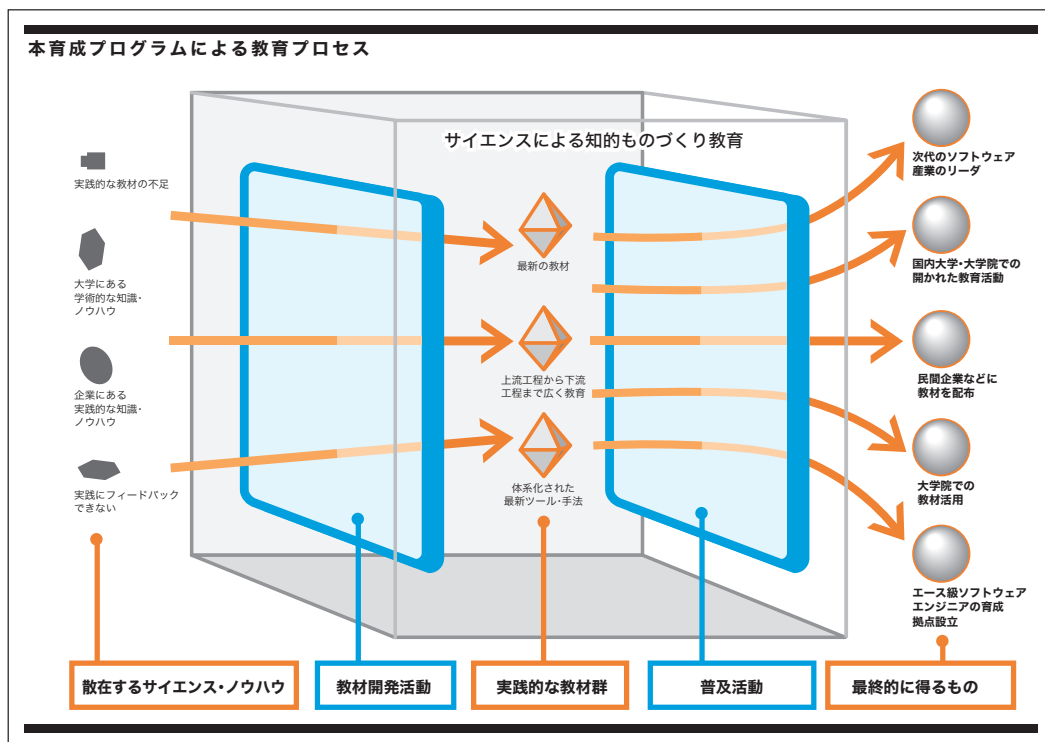 本育成プログラムによる教育プロセス
サイエンスによる知的ものづくり教育
実践的な教材の不足
大学にある
学術的な知識・
ノウハウ
企業にある
実践的な知識・
ノウハウ
実践にフィードバック
できない
最新の教材
上流工程から下流
工程まで広く教育
体系化された
最新ツール・手法
次代のソフトウェア
産業のリーダ
国内大学・大学院での
開かれた教育活動
民間企業などに
教材を配布
大学院での
教材活用
エース級ソフトウェア
エンジニアの育成
拠点設立
散在するサイエンス・ノウハウ
教材開発活動
実践的な教材群
普及活動
最終的に得るもの